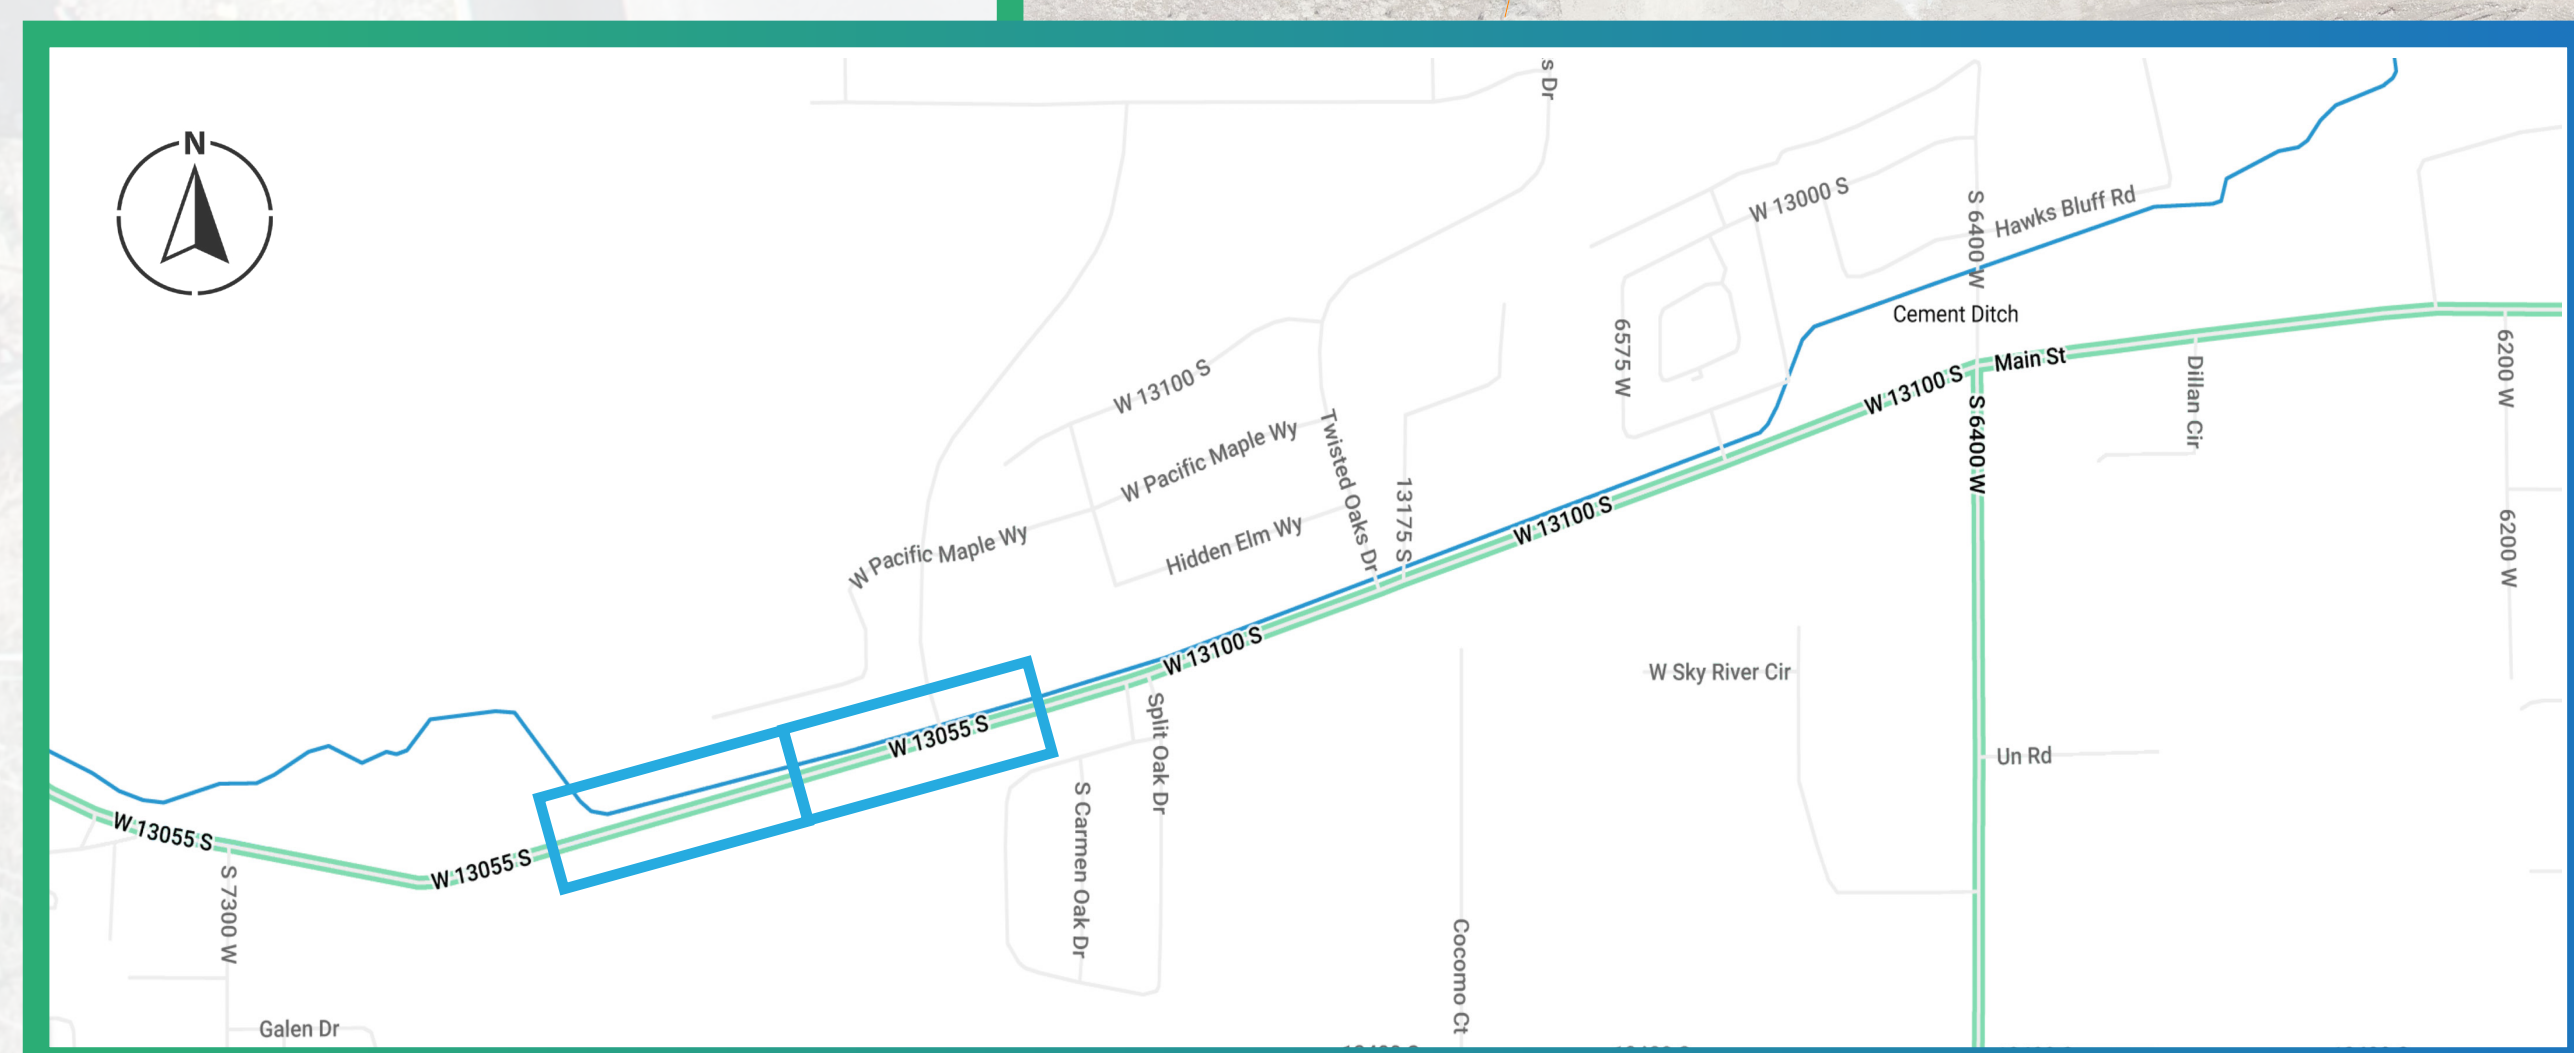 s Dr
N
W 13000 S
S 6400 W
Hawks Bluff Rd
Cement Ditch
6575 W
Main St
6200 W
Dillan Cir
W 13100 S
W 13100 S
S 6400 W
W Pacific Maple Wy
Twisted Oaks Dr
13175 S
W 13100 S
Hidden Elm Wy
W Pacific Maple Wy
6200 W
W 13100 S
W Sky River Cir
Split Oak Dr
W 13055 S
Un Rd
W 13055 S
S Carmen Oak Dr
W 13055 S
S 7300 W
Cocomo Ct
Galen Dr